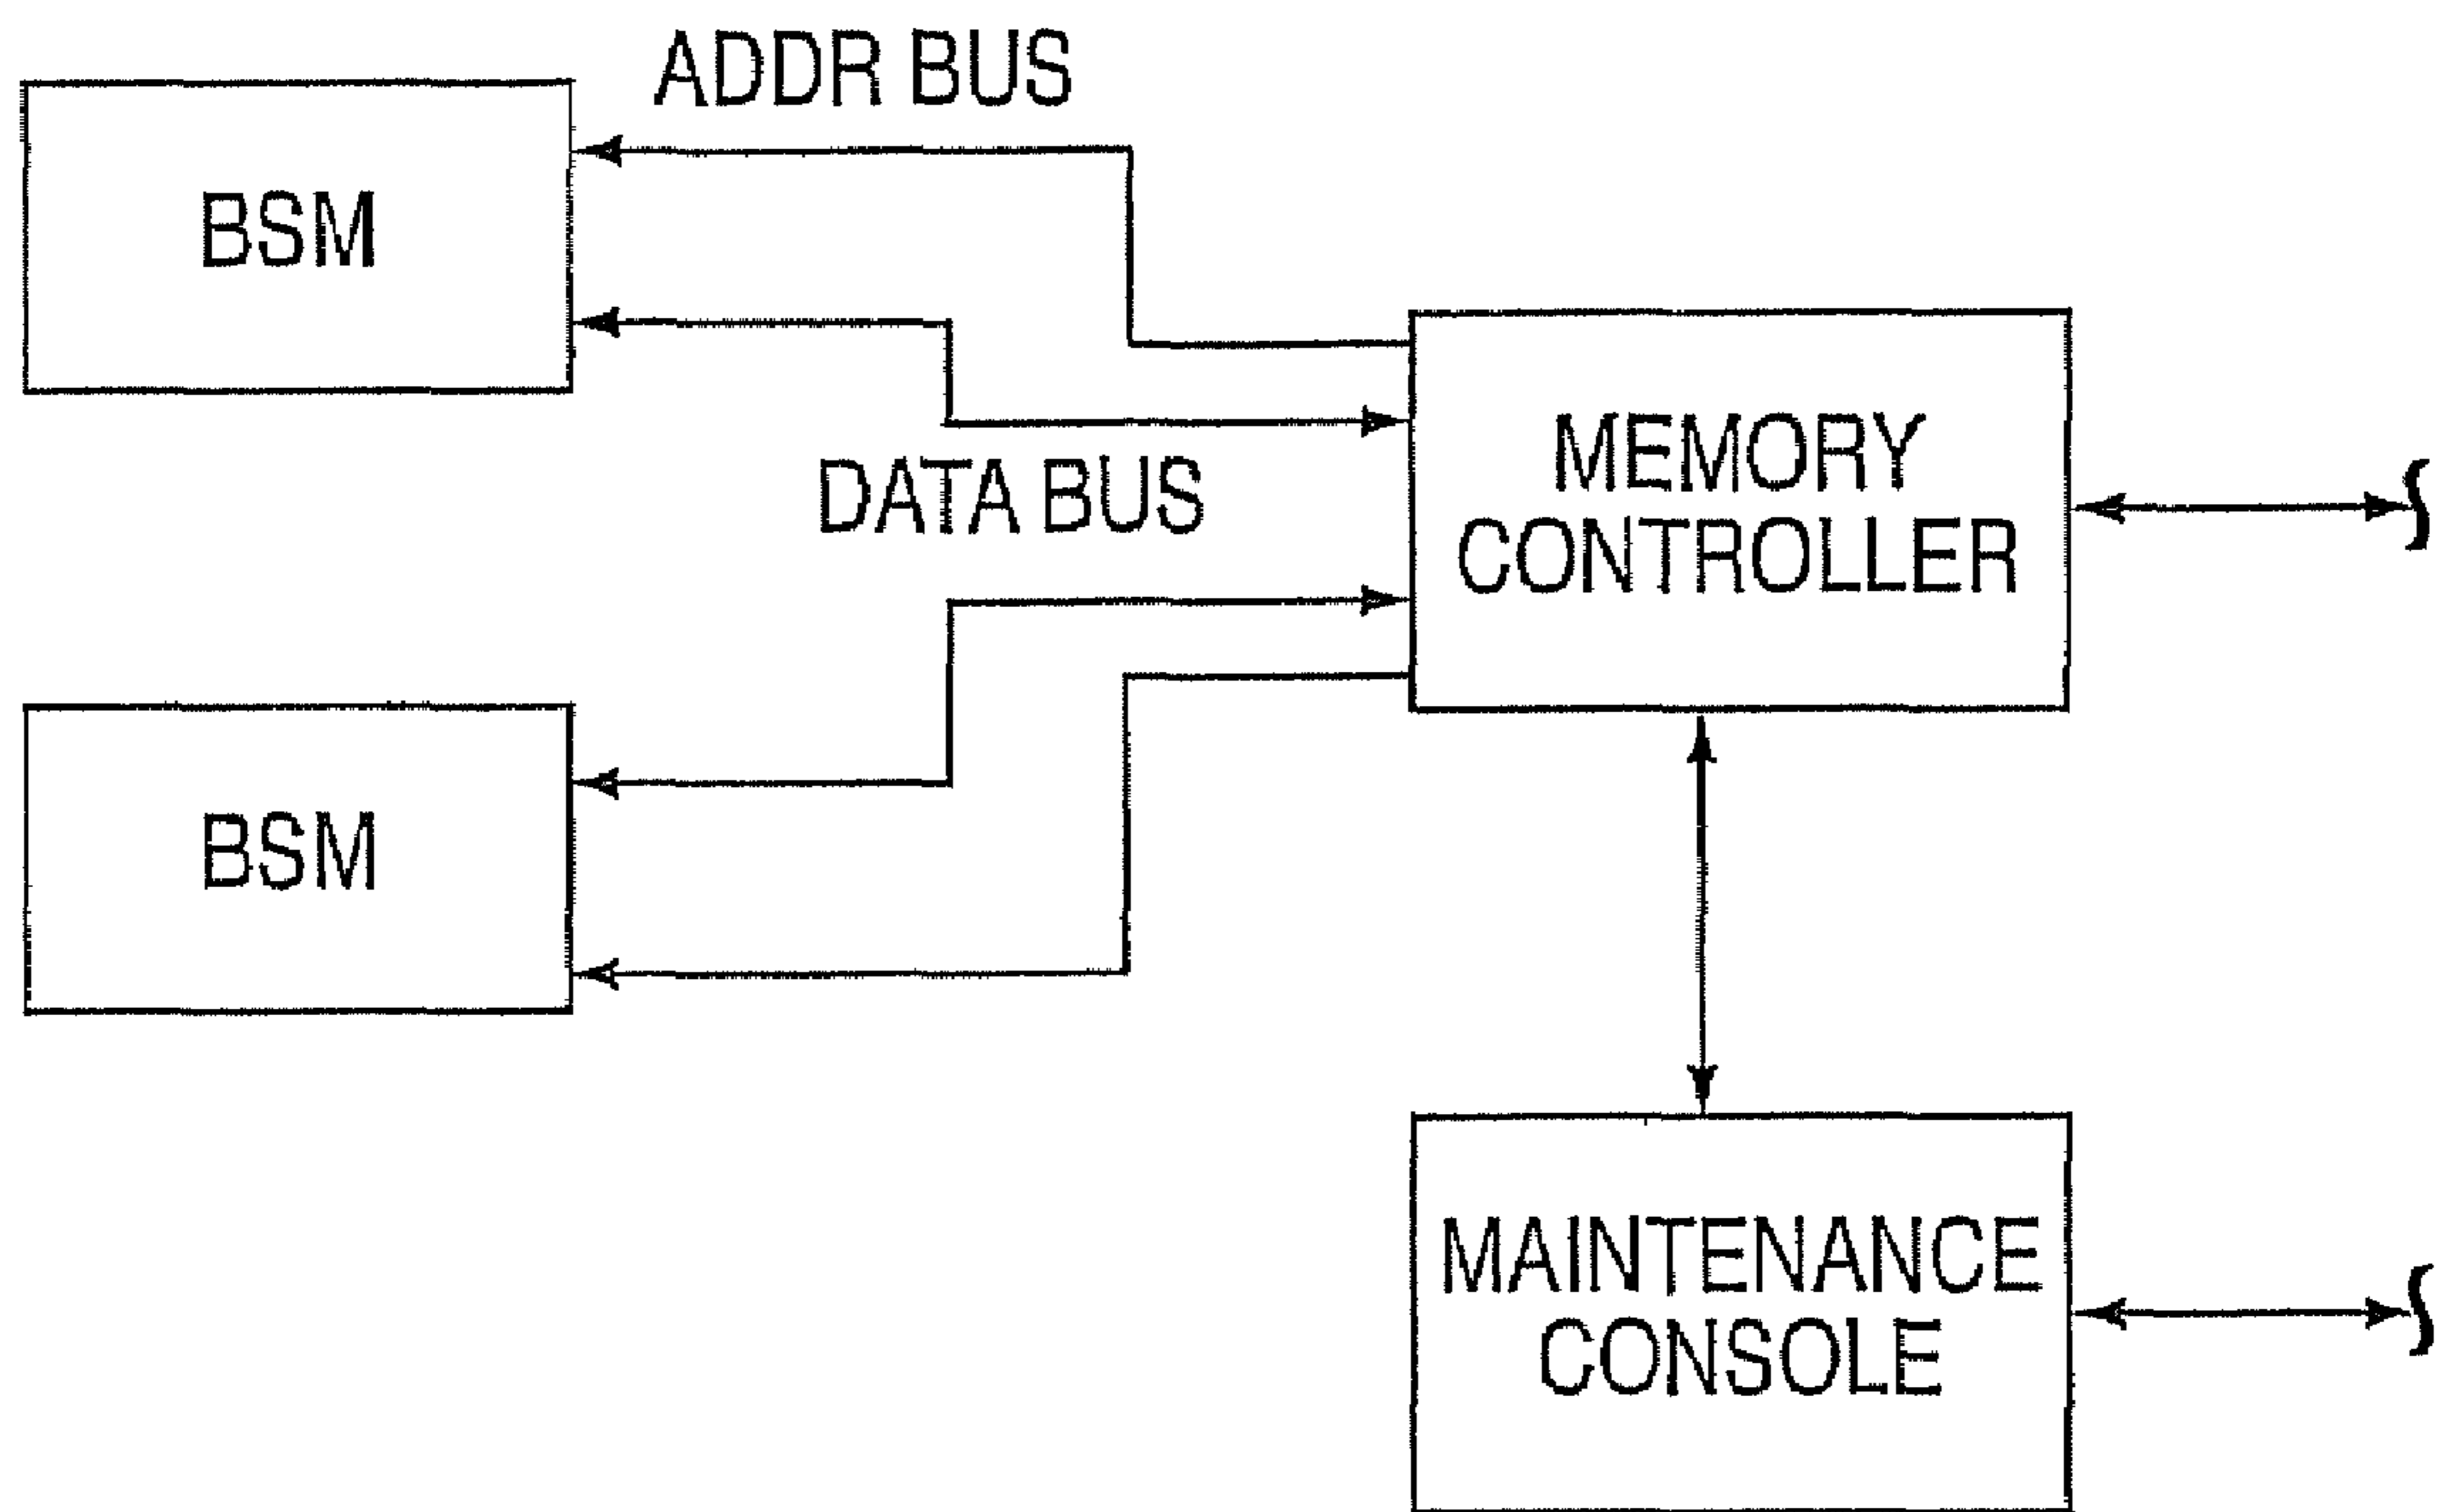 ADDR BUS
BSM
DATA BUS
MEMORY
CONTROLLER
BSM
MAINTENANCE
CONSOLE